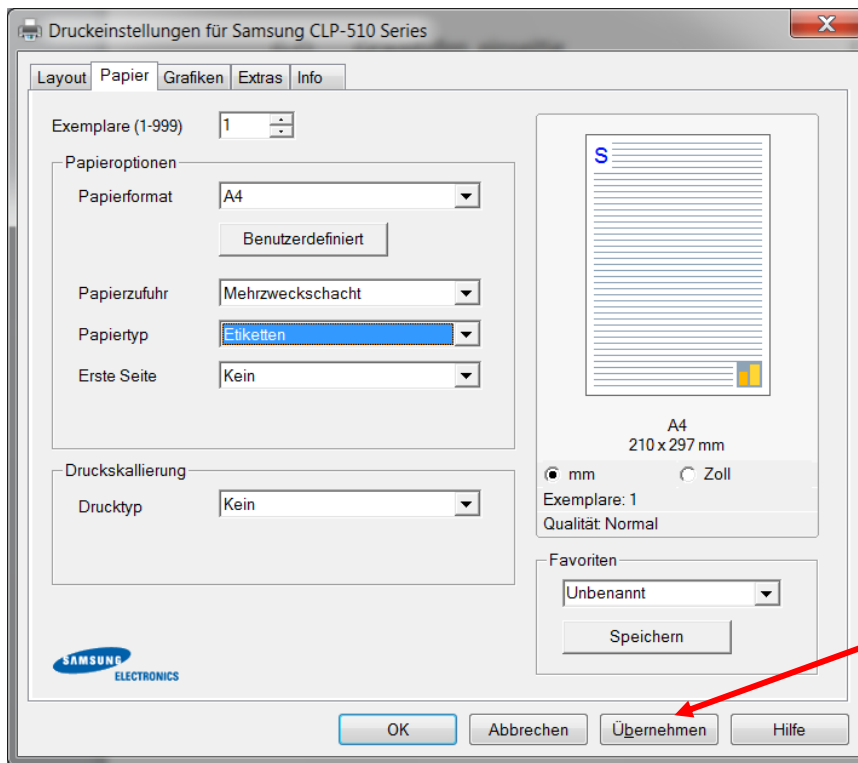 Druckeinstellungen für Samsung CLP-510 Series
X
Layout Papier Grafiken Extras Info
Exemplare (1-999) 1
Papieroptionen
Papierformat A4
Benutzerdefiniert
Papierzufuhr Mehrzweckschacht
Papiertyp Etiketten
Erste Seite Kein
Druckskallierung
Drucktyp Kein
SAMSUNG
ELECTRONICS
S
A4
210 x 297 mm
mm Zoll
Exemplare: 1
Qualität: Normal
Favoriten
Unbenannt
Speichern
OK Abbrechen Übernehmen Hilfe